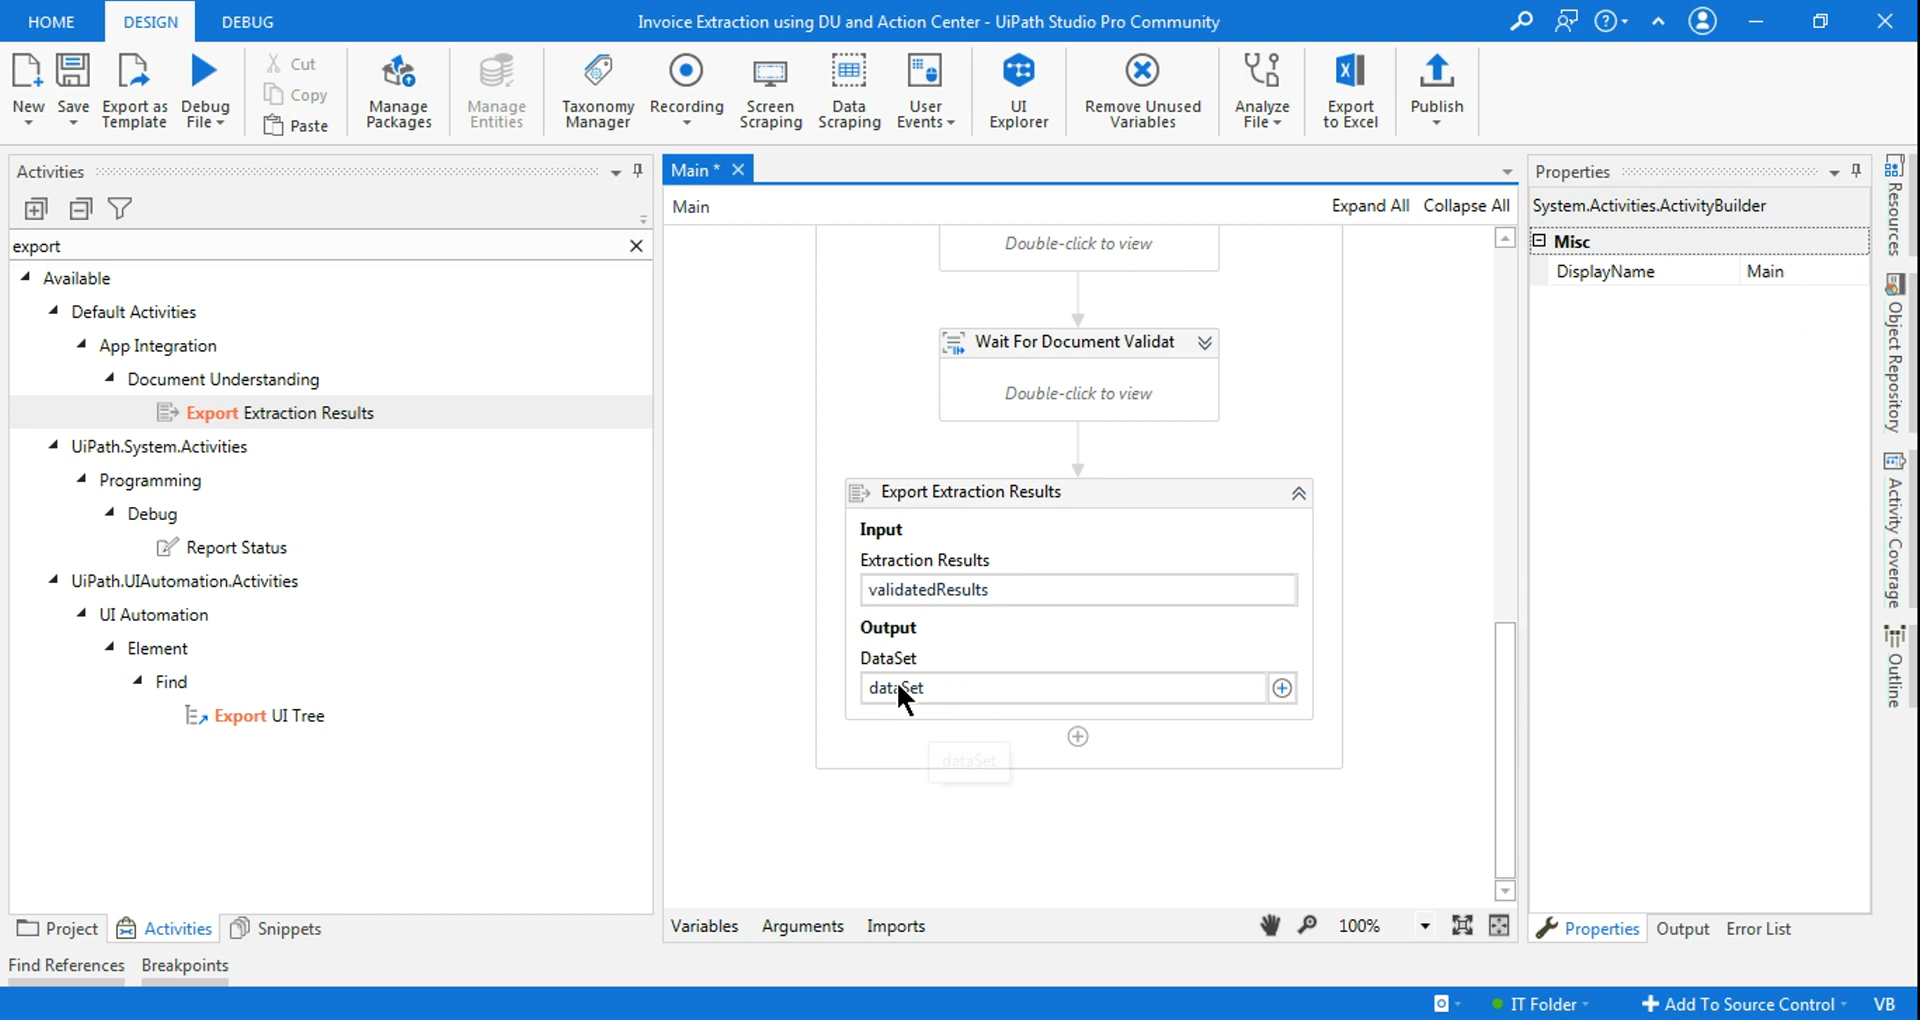 HOME DESIGN DEBUG Invoice Extraction using DU and Action Center - UiPath Studio Pro Community
New Save Export as Template Debug File Cut Copy Paste Manage Packages Manage Entities Taxonomy Manager Recording Screen Scraping Data Scraping User Events UI Explorer Remove Unused Variables Analyze File Export to Excel Publish
Activities
export
Available
Default Activities
App Integration
Document Understanding
Export Extraction Results
UiPath.System.Activities
Programming
Debug
Report Status
UiPath.UIAutomation.Activities
UI Automation
Element
Find
Export UI Tree
Project Activities Snippets
Find References Breakpoints
Main *
Main Expand All Collapse All
Double-click to view
Wait For Document Validat
Double-click to view
Export Extraction Results
Input
Extraction Results
validatedResults
Output
DataSet
dataSet
dataSet
Variables Arguments Imports 100%
Properties
System.Activities.ActivityBuilder
Misc
DisplayName Main
Properties Output Error List
Resources
Object Repository
Activity Coverage
Outline
IT Folder Add To Source Control VB